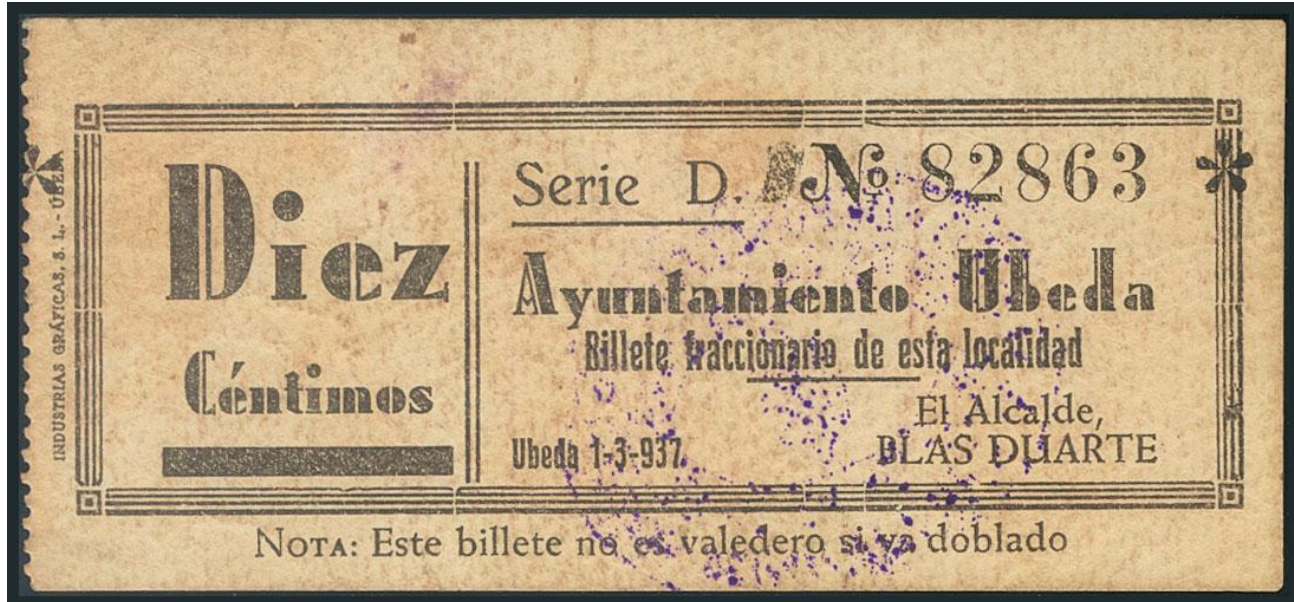 INDUSTRIAS GRÁFICAS, S. L. - ÚBEDA
Diez
Céntimos
Serie D. Nº 82863
Ayuntamiento Ubeda
Billete fraccionario de esta localidad
El Alcalde,
Ubeda 1-3-937. BLAS DUARTE
NOTA: Este billete no es valedero si va doblado